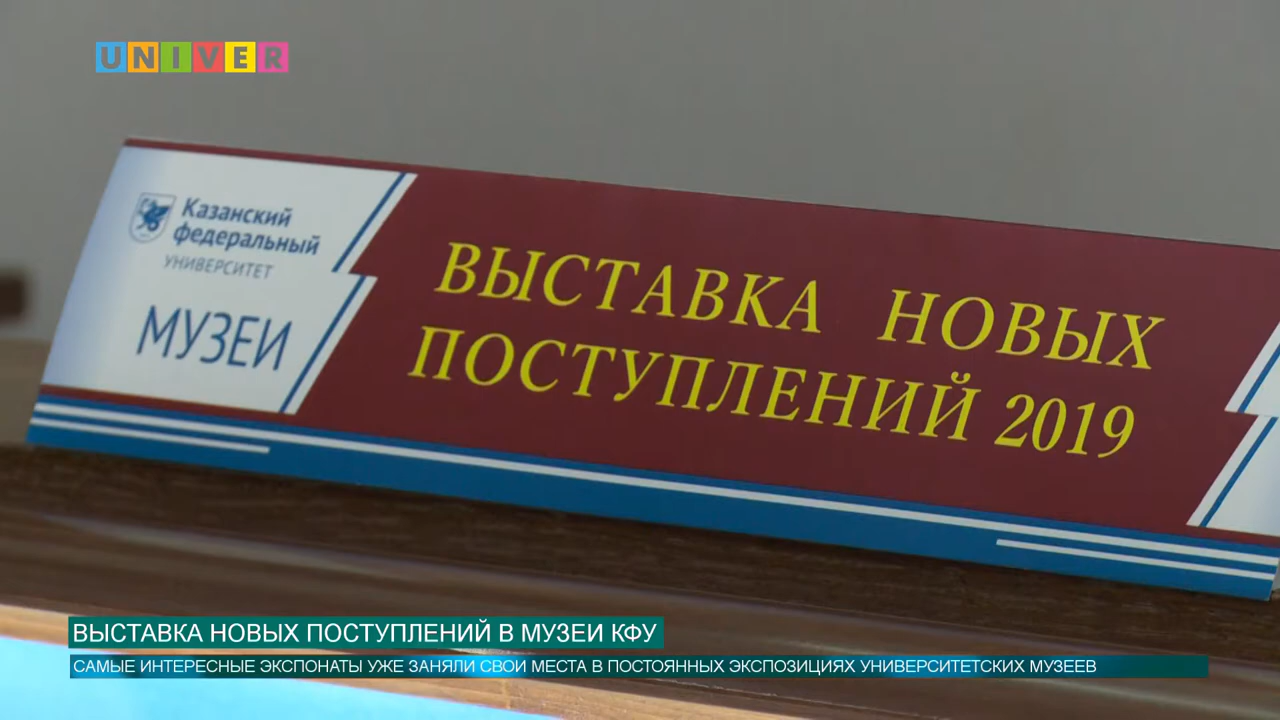 UNIVER
Казанский
федеральный
УНИВЕРСИТЕТ
МУЗЕИ
ВЫСТАВКА НОВЫХ
ПОСТУПЛЕНИЙ 2019
ВЫСТАВКА НОВЫХ ПОСТУПЛЕНИЙ В МУЗЕИ КФУ
САМЫЕ ИНТЕРЕСНЫЕ ЭКСПОНАТЫ УЖЕ ЗАНЯЛИ СВОИ МЕСТА В ПОСТОЯННЫХ ЭКСПОЗИЦИЯХ УНИВЕРСИТЕТСКИХ МУЗЕЕВ